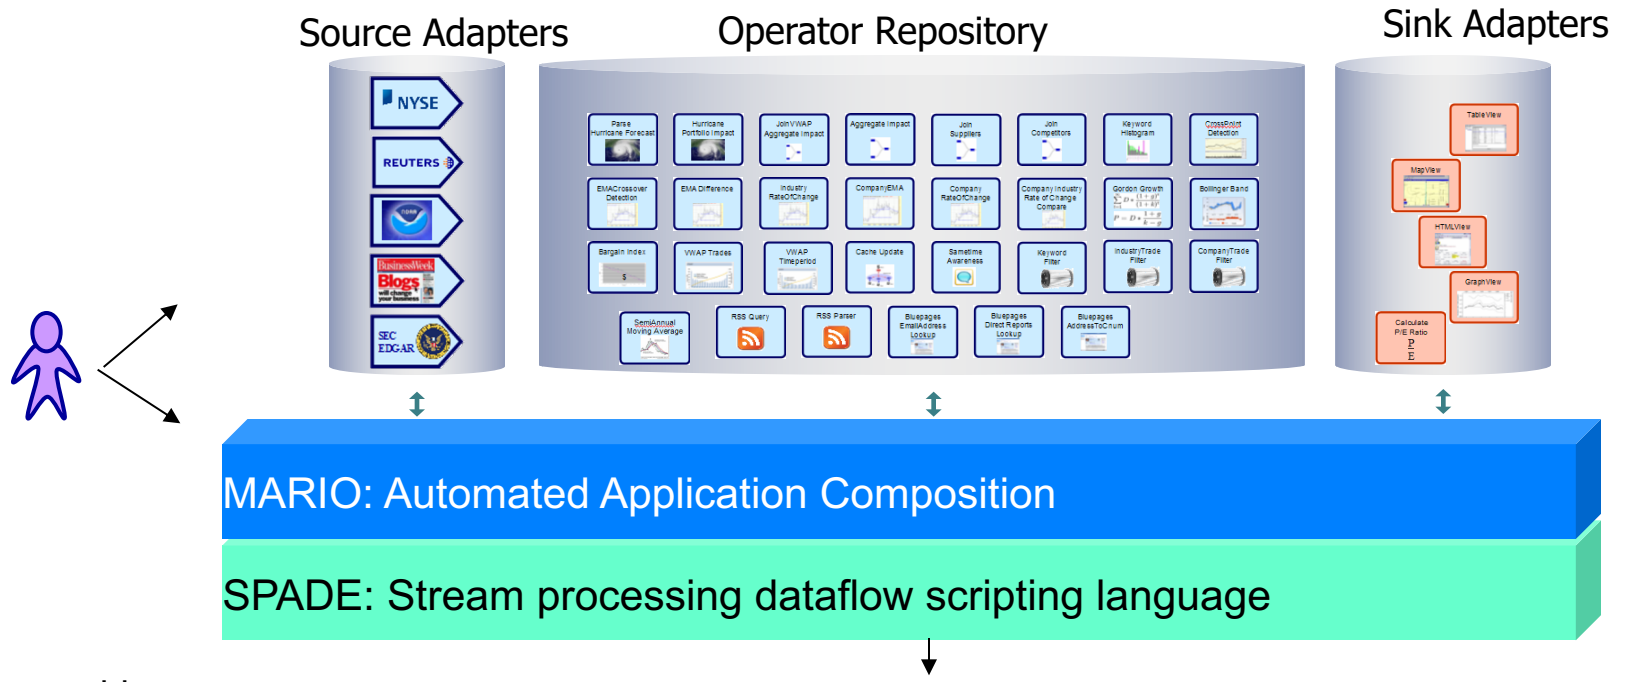 Source Adapters
Operator Repository
Sink Adapters
NYSE
REUTERS
noaa
BusinessWeek
Blogs
will change
your business
SEC
EDGAR
Parse
Hurricane Forecast
Hurricane
Portfolio Impact
JoinVWAP
Aggregate Impact
Aggregate Impact
Join
Suppliers
Join
Competitors
Keyword
Histogram
CrossPoint
Detection
EMACrossover
Detection
EMA Difference
Industry
RateOfChange
CompanyEMA
Company
RateOfChange
Company Industry
Rate of Change
Compare
Gordon Growth
Bollinger Band
Bargain Index
$
VWAP Trades
VWAP
Timeperiod
Cache Update
Sametime
Awareness
Keyword
Filter
IndustryTrade
Filter
CompanyTrade
Filter
SemiAnnual
Moving Average
RSS Query
RSS Parser
Bluepages
EmailAddress
Lookup
Bluepages
Direct Reports
Lookup
Bluepages
AddressToCnum
TableView
MapView
HTMLView
GraphView
Calculate
P/E Ratio
P
E
MARIO: Automated Application Composition
SPADE: Stream processing dataflow scripting language